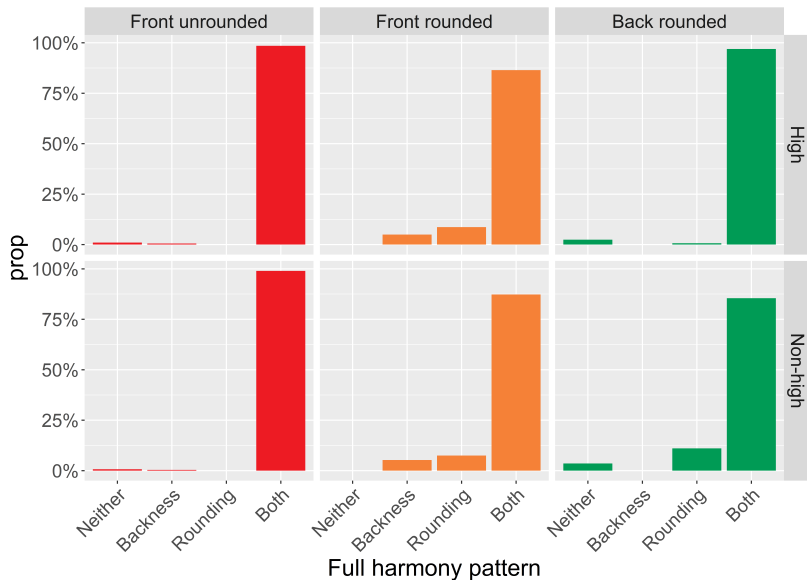 Front unrounded Front rounded Back rounded
100%
75%
50%
25%
0%
High
100%
75%
50%
25%
0%
Non-high
prop
Neither Backness Rounding Both Neither Backness Rounding Both Neither Backness Rounding Both
Full harmony pattern